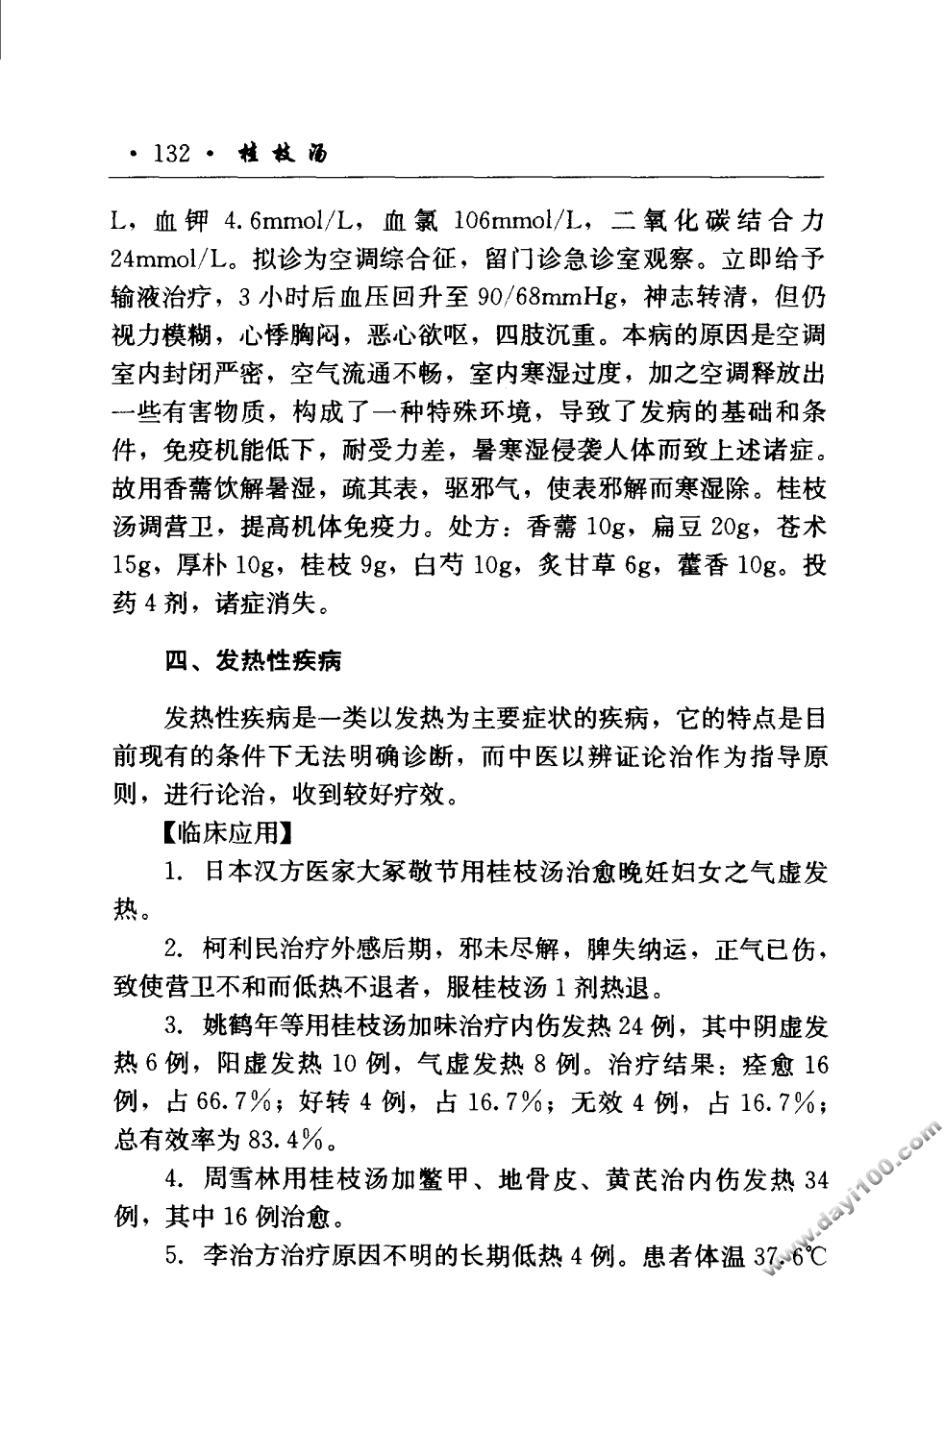 · 132 · 桂枝汤
L，血钾 4.6mmol/L，血氯 106mmol/L，二氧化碳结合力
24mmol/L。拟诊为空调综合征，留门诊急诊室观察。立即给予
输液治疗，3 小时后血压回升至 90/68mmHg，神志转清，但仍
视力模糊，心悸胸闷，恶心欲呕，四肢沉重。本病的原因是空调
室内封闭严密，空气流通不畅，室内寒湿过度，加之空调释放出
一些有害物质，构成了一种特殊环境，导致了发病的基础和条
件，免疫机能低下，耐受力差，暑寒湿侵袭人体而致上述诸症。
故用香薷饮解暑湿，疏其表，驱邪气，使表邪解而寒湿除。桂枝
汤调营卫，提高机体免疫力。处方：香薷 10g，扁豆 20g，苍术
15g，厚朴 10g，桂枝 9g，白芍 10g，炙甘草 6g，藿香 10g。投
药 4 剂，诸症消失。
四、发热性疾病
发热性疾病是一类以发热为主要症状的疾病，它的特点是目
前现有的条件下无法明确诊断，而中医以辨证论治作为指导原
则，进行论治，收到较好疗效。
【临床应用】
1. 日本汉方医家大冢敬节用桂枝汤治愈晚妊妇女之气虚发
热。
2. 柯利民治疗外感后期，邪未尽解，脾失纳运，正气已伤，
致使营卫不和而低热不退者，服桂枝汤 1 剂热退。
3. 姚鹤年等用桂枝汤加味治疗内伤发热 24 例，其中阴虚发
热 6 例，阳虚发热 10 例，气虚发热 8 例。治疗结果：痊愈 16
例，占 66.7%；好转 4 例，占 16.7%；无效 4 例，占 16.7%；
总有效率为 83.4%。
4. 周雪林用桂枝汤加鳖甲、地骨皮、黄芪治内伤发热 34
例，其中 16 例治愈。
5. 李治方治疗原因不明的长期低热 4 例。患者体温 37.6℃
www.dayi100.com